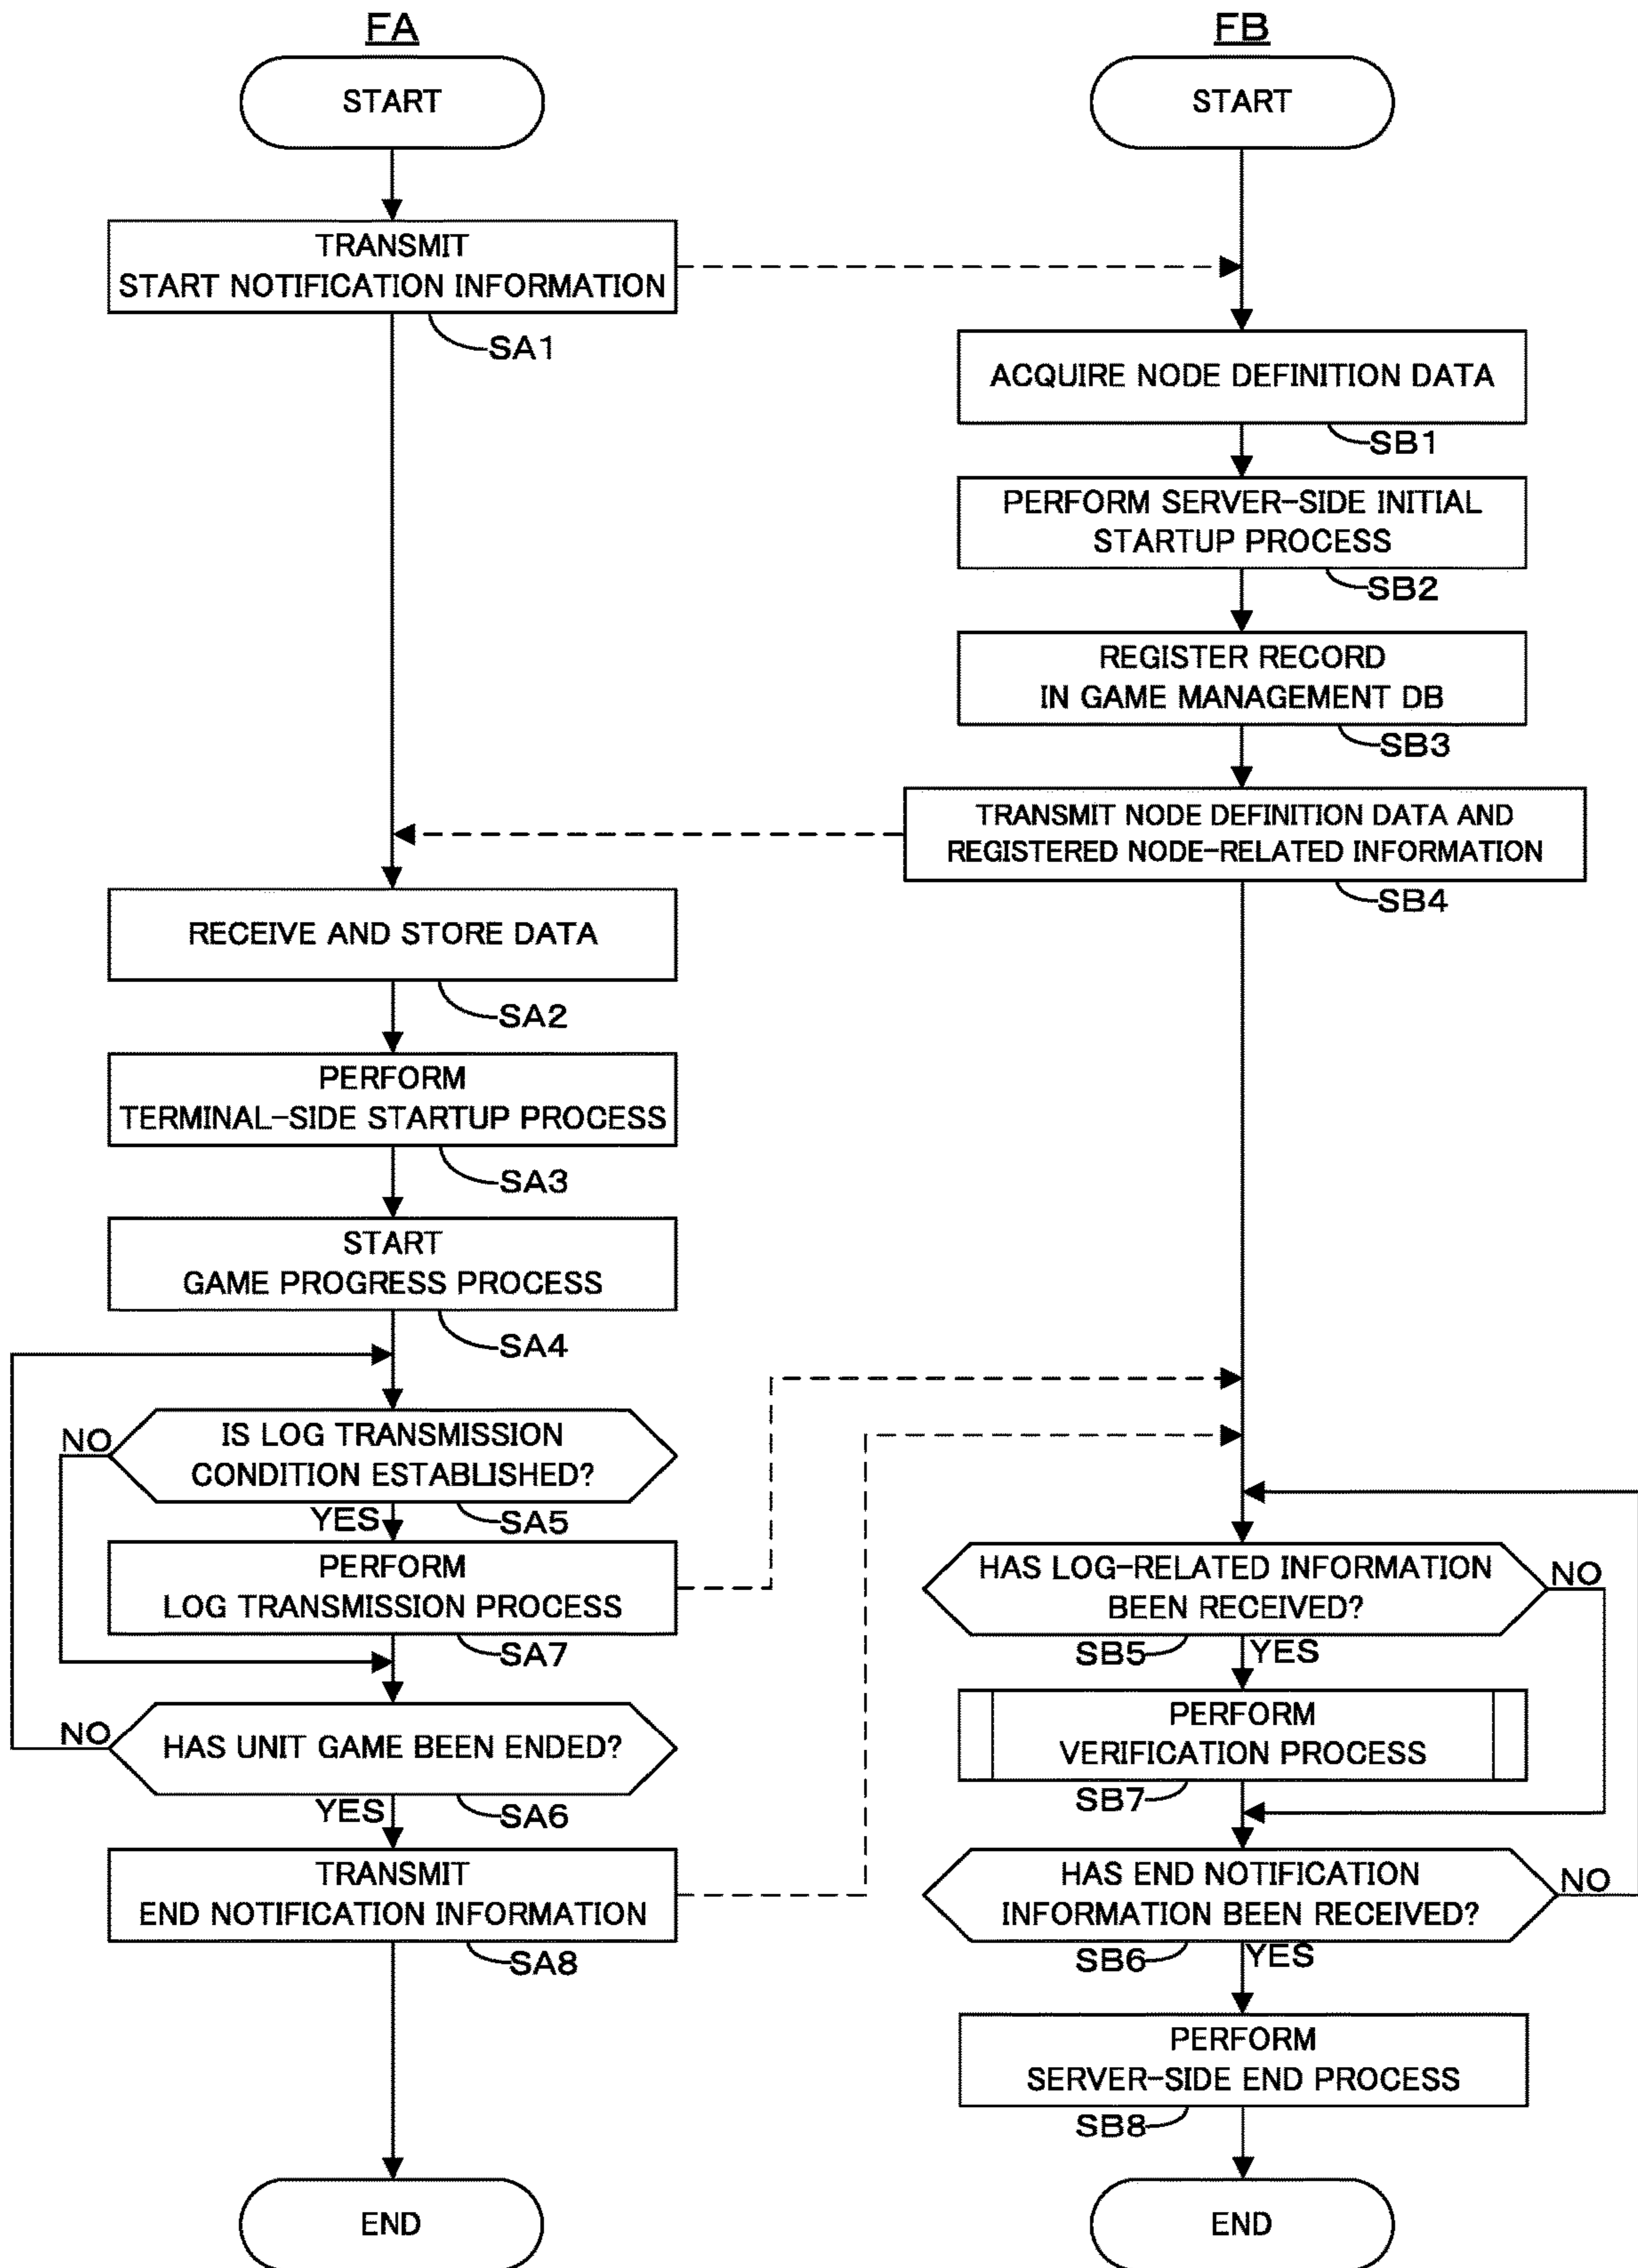 FA
START
TRANSMIT
START NOTIFICATION INFORMATION
SA1
RECEIVE AND STORE DATA
SA2
PERFORM
TERMINAL-SIDE STARTUP PROCESS
SA3
START
GAME PROGRESS PROCESS
SA4
NO
IS LOG TRANSMISSION
CONDITION ESTABLISHED?
YES
SA5
PERFORM
LOG TRANSMISSION PROCESS
SA7
NO
HAS UNIT GAME BEEN ENDED?
YES
SA6
TRANSMIT
END NOTIFICATION INFORMATION
SA8
END
FB
START
ACQUIRE NODE DEFINITION DATA
SB1
PERFORM SERVER-SIDE INITIAL
STARTUP PROCESS
SB2
REGISTER RECORD
IN GAME MANAGEMENT DB
SB3
TRANSMIT NODE DEFINITION DATA AND
REGISTERED NODE-RELATED INFORMATION
SB4
HAS LOG-RELATED INFORMATION
BEEN RECEIVED?
NO
SB5
YES
PERFORM
VERIFICATION PROCESS
SB7
HAS END NOTIFICATION
INFORMATION BEEN RECEIVED?
NO
SB6
YES
PERFORM
SERVER-SIDE END PROCESS
SB8
END